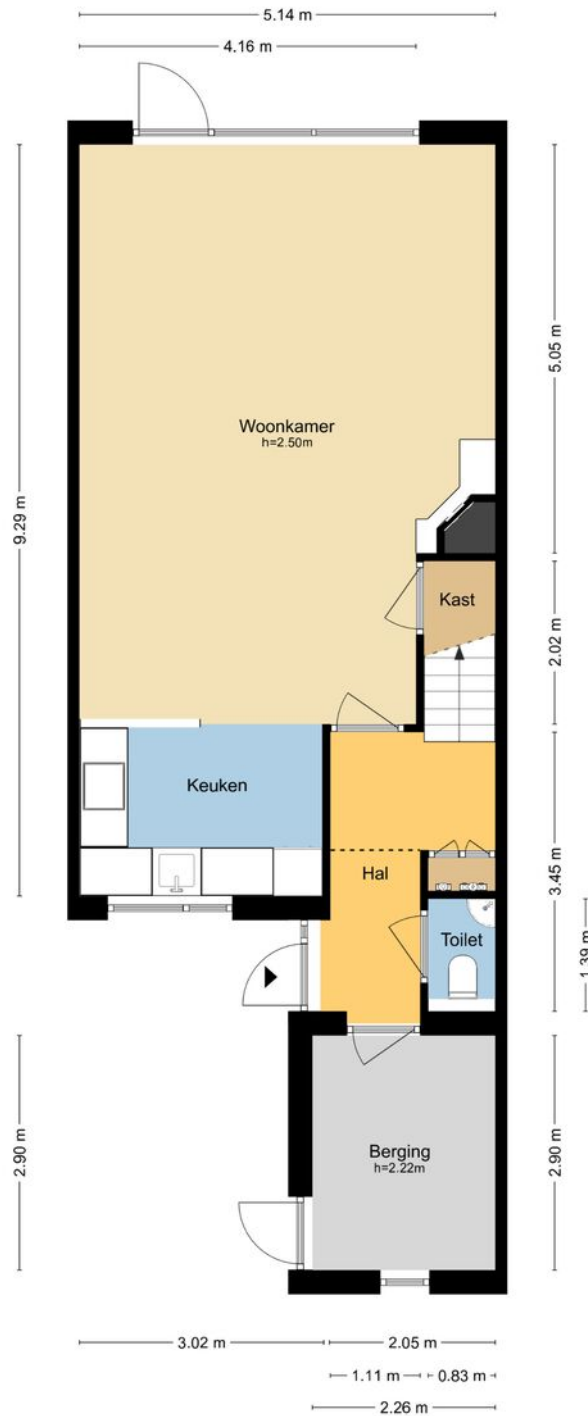 5.14 m
4.16 m
9.29 m
5.05 m
Woonkamer
h=2.50m
Kast
2.02 m
Keuken
Hal
3.45 m
Toilet
1.39 m
2.90 m
Berging
h=2.22m
2.90 m
3.02 m
2.05 m
1.11 m
0.83 m
2.26 m